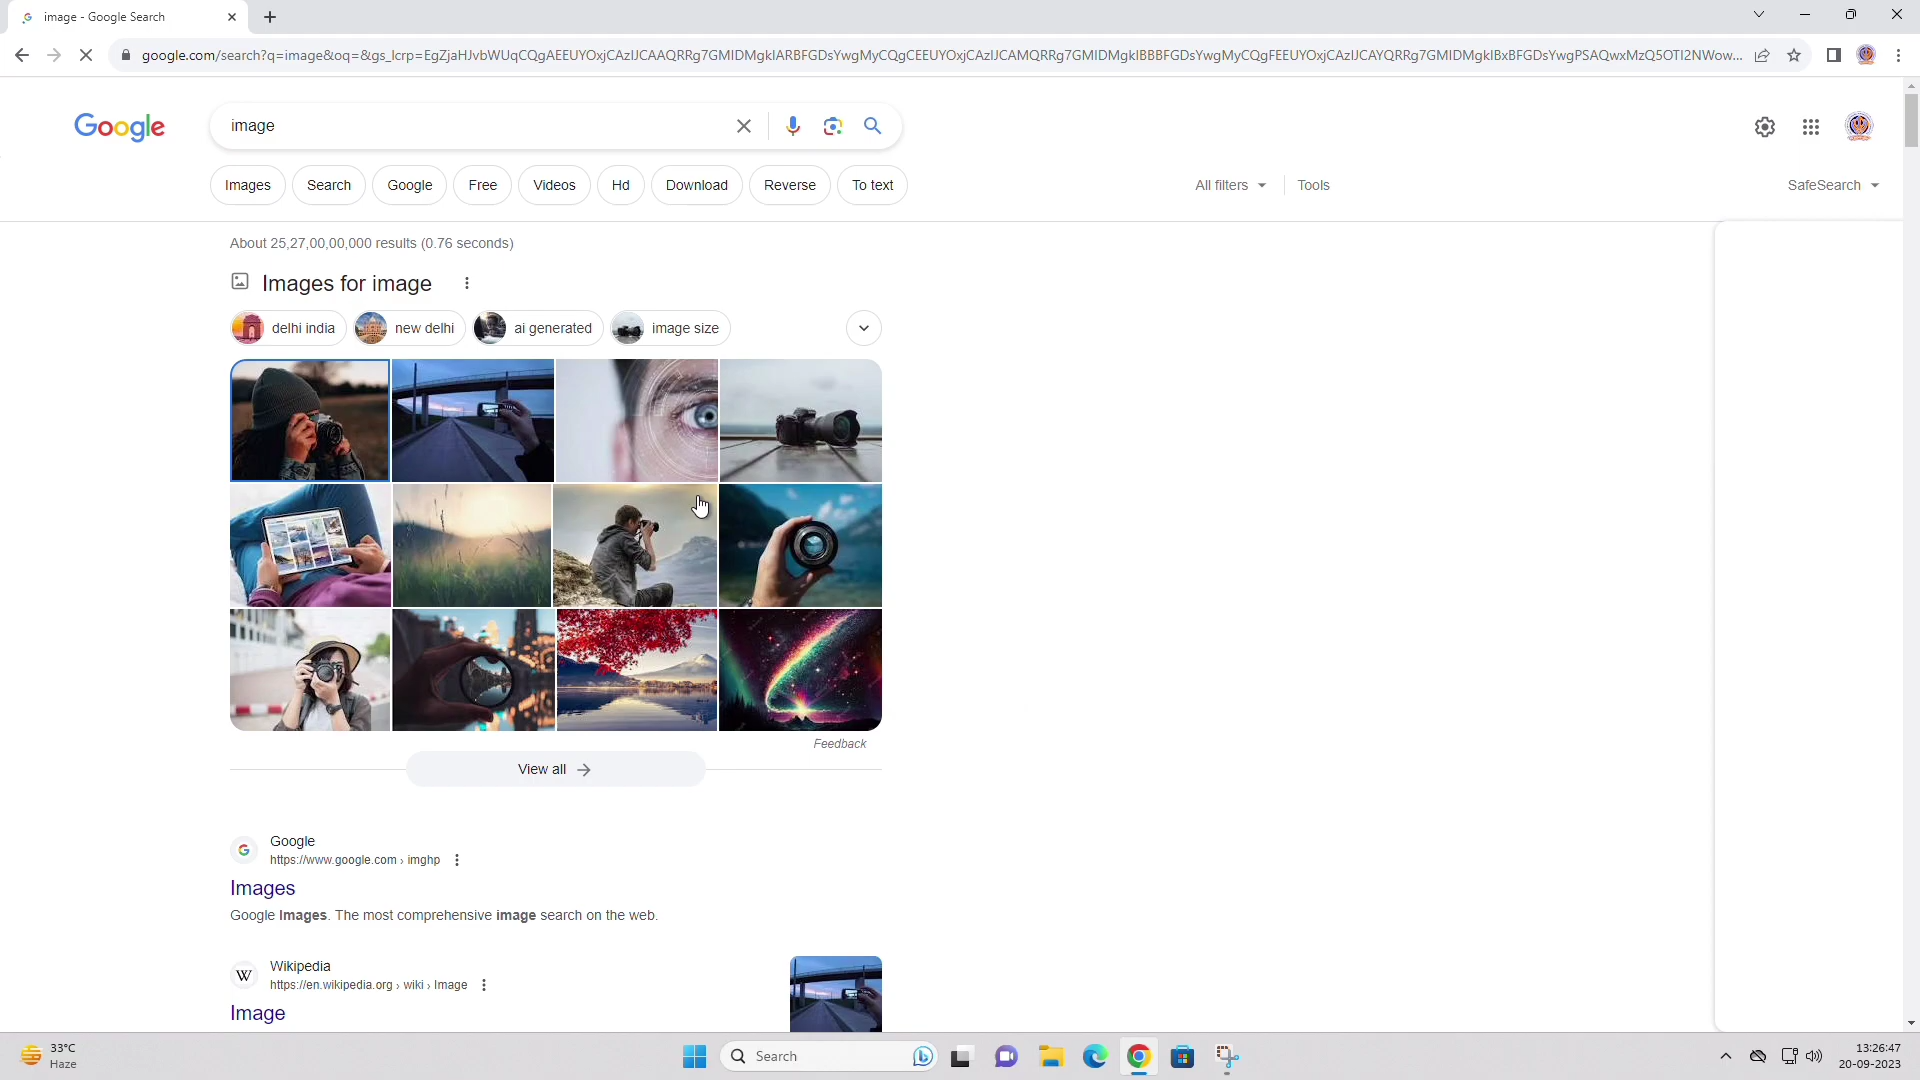 image - Google Search
google.com/search?q=image&oq=&gs_lcrp=EgZjaHJvbWUqCQgAEEUYOxjCAzIJCAAQRRg7GMIDMgkIARBFGDsYwgMyCQgCEEUYOxjCAzIJCAMQRRg7GMIDMgkIBBBFGDsYwgMyCQgFEEUYOxjCAzIJCAYQRRg7GMIDMgkIBxBFGDsYwgPSAQwxMzQ5OTI2NWow...
Google
image
Images
Search
Google
Free
Videos
Hd
Download
Reverse
To text
All filters
Tools
SafeSearch
About 25,27,00,00,000 results (0.76 seconds)
Images for image
delhi india
new delhi
ai generated
image size
Feedback
View all
Google
https://www.google.com › imghp
Images
Google Images. The most comprehensive image search on the web.
W
Wikipedia
https://en.wikipedia.org › wiki › Image
Image
33°C
Haze
Search
13:26:47
20-09-2023